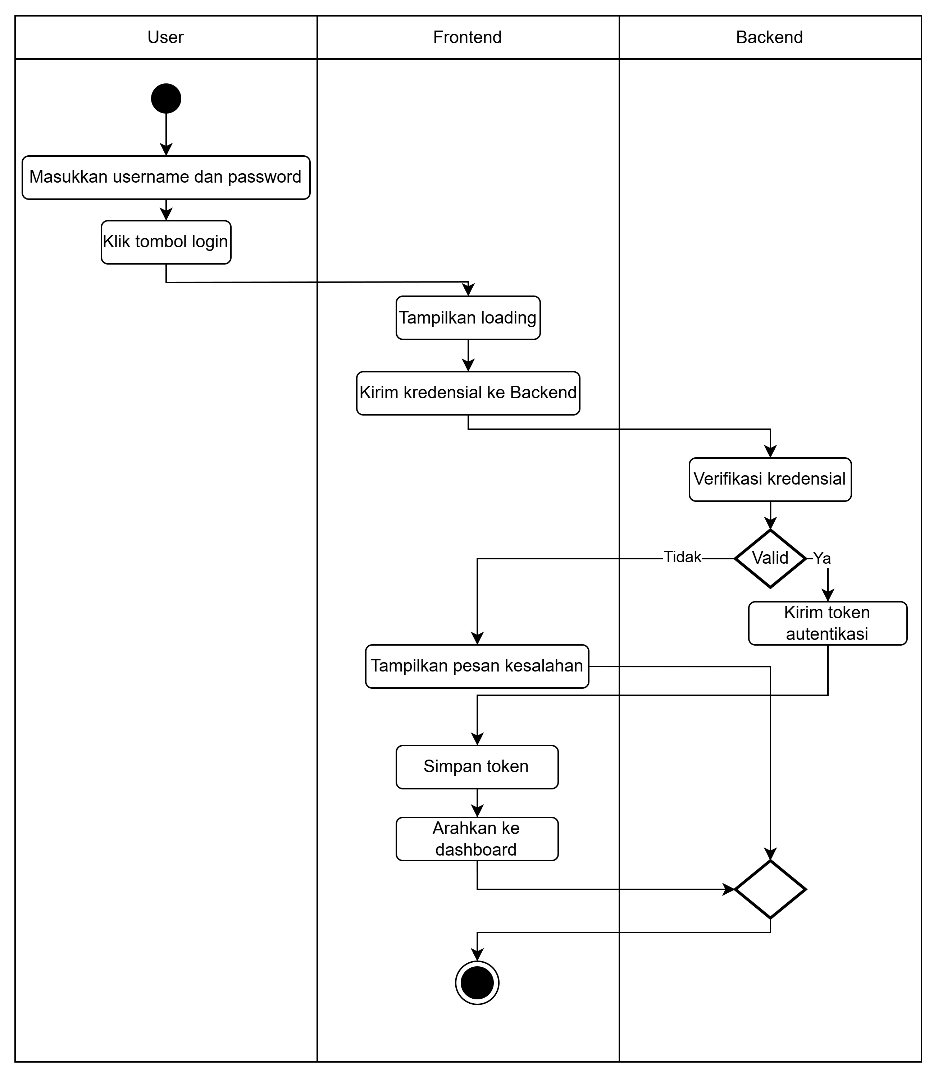 User
Frontend
Backend
Masukkan username dan password
Klik tombol login
Tampilkan loading
Kirim kredensial ke Backend
Verifikasi kredensial
Tidak
Valid
Ya
Kirim token
autentikasi
Tampilkan pesan kesalahan
Simpan token
Arahkan ke
dashboard